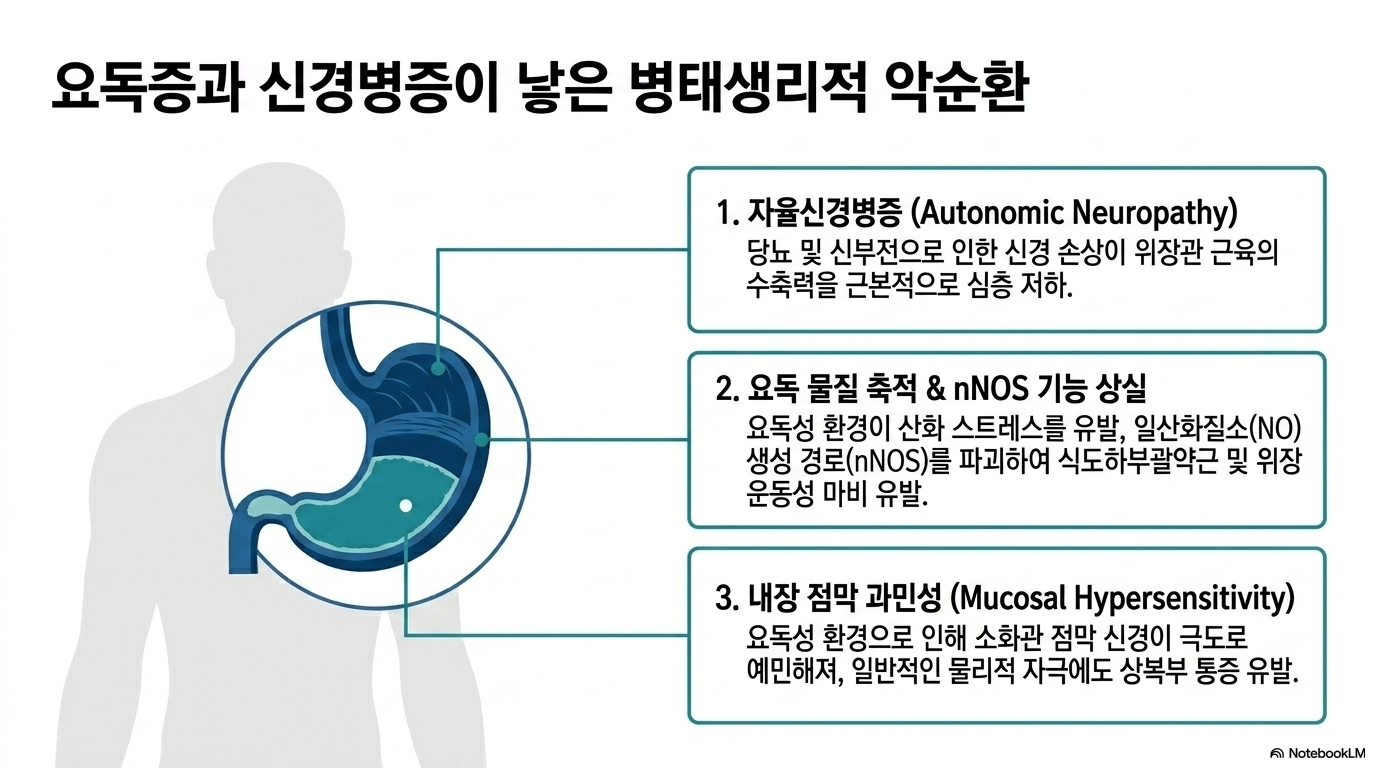 요독증과 신경병증이 낳은 병태생리적 악순환
1. 자율신경병증 (Autonomic Neuropathy)
당뇨 및 신부전으로 인한 신경 손상이 위장관 근육의
수축력을 근본적으로 심층 저하.
2. 요독 물질 축적 & nNOS 기능 상실
요독성 환경이 산화 스트레스를 유발, 일산화질소(NO)
생성 경로(nNOS)를 파괴하여 식도하부괄약근 및 위장
운동성 마비 유발.
3. 내장 점막 과민성 (Mucosal Hypersensitivity)
요독성 환경으로 인해 소화관 점막 신경이 극도로
예민해져, 일반적인 물리적 자극에도 상복부 통증 유발.
NotebookLM